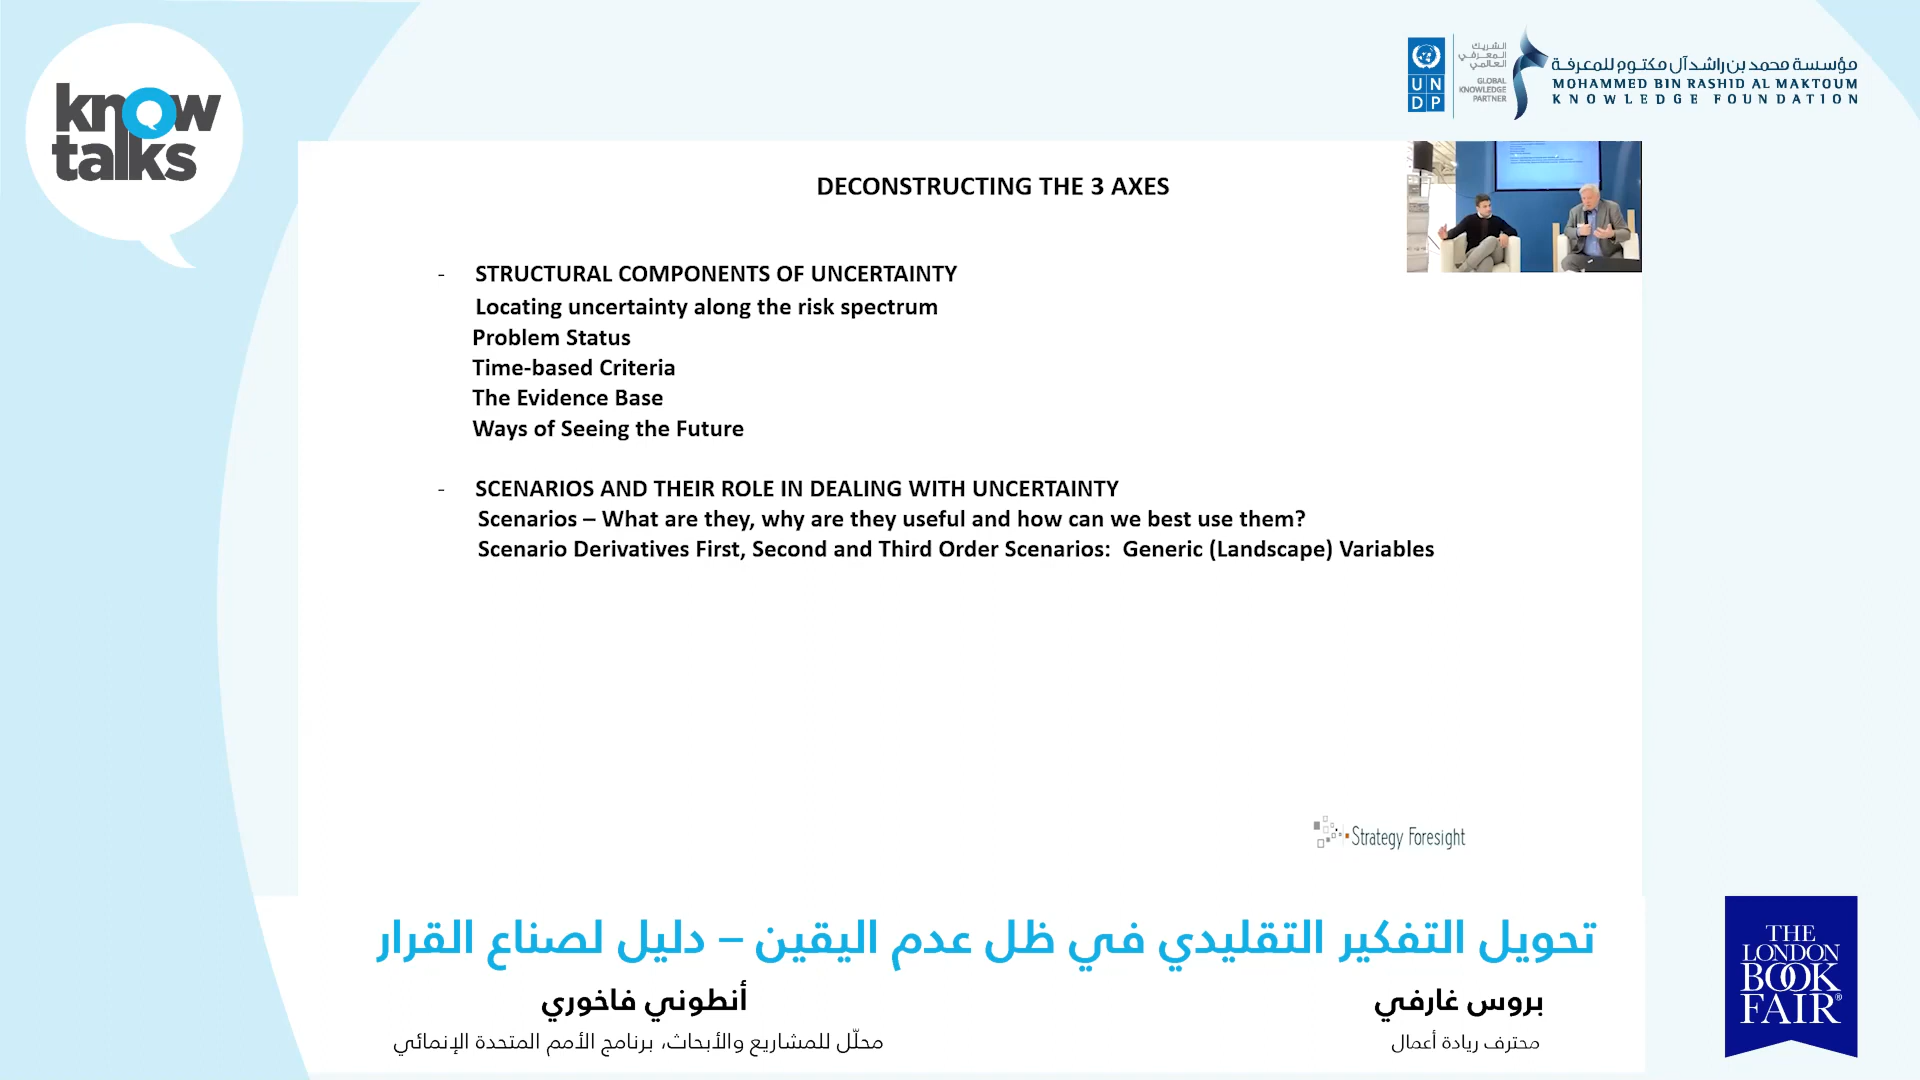 know
talks
UN
DP
الشريك
المعرفي
العالمي
GLOBAL
KNOWLEDGE
PARTNER
مؤسسة محمد بن راشد آل مكتوم للمعرفة
MOHAMMED BIN RASHID AL MAKTOUM
KNOWLEDGE FOUNDATION
DECONSTRUCTING THE 3 AXES
- STRUCTURAL COMPONENTS OF UNCERTAINTY
Locating uncertainty along the risk spectrum
Problem Status
Time-based Criteria
The Evidence Base
Ways of Seeing the Future
- SCENARIOS AND THEIR ROLE IN DEALING WITH UNCERTAINTY
Scenarios – What are they, why are they useful and how can we best use them?
Scenario Derivatives First, Second and Third Order Scenarios: Generic (Landscape) Variables
Strategy Foresight
تحويل التفكير التقليدي في ظل عدم اليقين – دليل لصناع القرار
بروس غارفي
محترف ريادة أعمال
أنطوني فاخوري
محلّل للمشاريع والأبحاث، برنامج الأمم المتحدة الإنمائي
THE
LONDON
BOOK
FAIR®